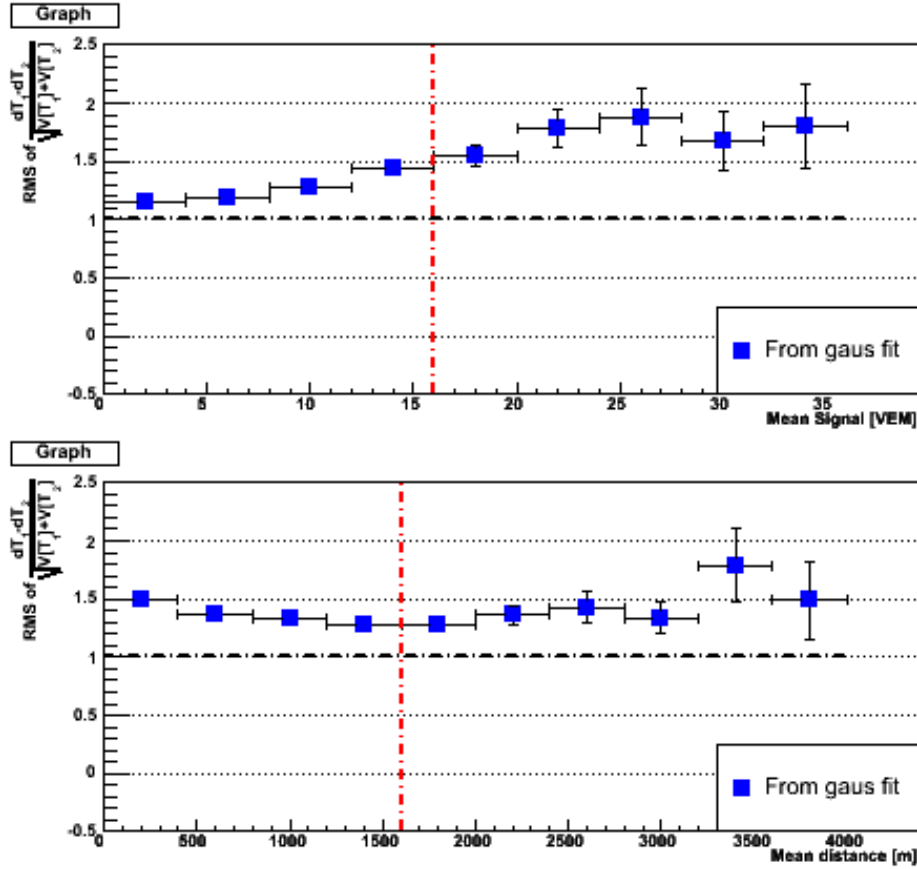 Graph
RMS of dT1-dT2 / √V[T1]+V[T2]
2.5
2
1.5
1
0.5
0
-0.5
0 5 10 15 20 25 30 35
Mean Signal [VEM]
From gaus fit
Graph
RMS of dT1-dT2 / √V[T1]+V[T2]
2.5
2
1.5
1
0.5
0
-0.5
0 500 1000 1500 2000 2500 3000 3500 4000
Mean distance [m]
From gaus fit